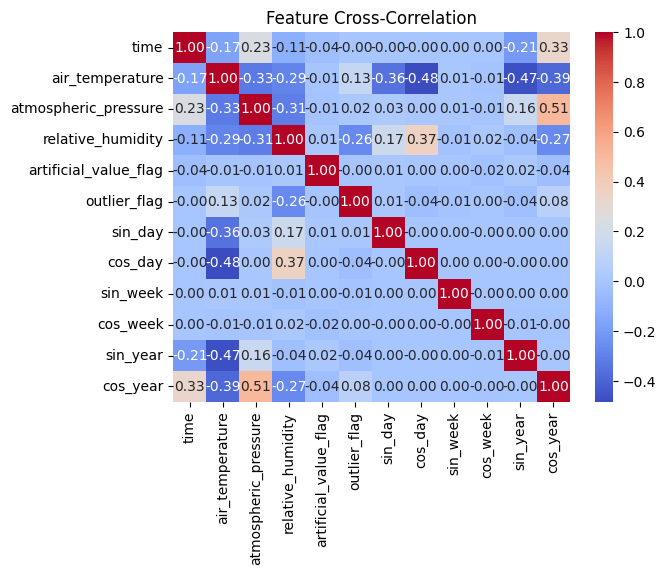 Feature Cross-Correlation
time 1.00 -0.17 0.23 -0.11 -0.04 -0.00 -0.00 -0.00 0.00 0.00 -0.21 0.33
air_temperature -0.17 1.00 -0.33 -0.29 -0.01 0.13 -0.36 -0.48 0.01 -0.01 -0.47 -0.39
atmospheric_pressure 0.23 -0.33 1.00 -0.31 -0.01 0.02 0.03 0.00 0.01 -0.01 0.16 0.51
relative_humidity -0.11 -0.29 -0.31 1.00 0.01 -0.26 0.17 0.37 -0.01 0.02 -0.04 -0.27
artificial_value_flag -0.04 -0.01 -0.01 0.01 1.00 -0.00 0.01 0.00 0.00 -0.02 0.02 -0.04
outlier_flag -0.00 0.13 0.02 -0.26 -0.00 1.00 0.01 -0.04 -0.01 0.00 -0.04 0.08
sin_day -0.00 -0.36 0.03 0.17 0.01 0.01 1.00 -0.00 0.00 -0.00 0.00 0.00
cos_day -0.00 -0.48 0.00 0.37 0.00 -0.04 -0.00 1.00 0.00 -0.00 0.00 0.00
sin_week 0.00 0.01 0.01 -0.01 0.00 -0.01 0.00 0.00 1.00 0.00 -0.00 -0.00
cos_week 0.00 -0.01 -0.01 0.02 -0.02 0.00 -0.00 -0.00 0.00 1.00 -0.01 -0.00
sin_year -0.21 -0.47 0.16 -0.04 0.02 -0.04 0.00 0.00 -0.00 -0.01 1.00 -0.00
cos_year 0.33 -0.39 0.51 -0.27 -0.04 0.08 0.00 0.00 -0.00 -0.00 -0.00 1.00
time
air_temperature
atmospheric_pressure
relative_humidity
artificial_value_flag
outlier_flag
sin_day
cos_day
sin_week
cos_week
sin_year
cos_year
1.0
0.8
0.6
0.4
0.2
0.0
−0.2
−0.4